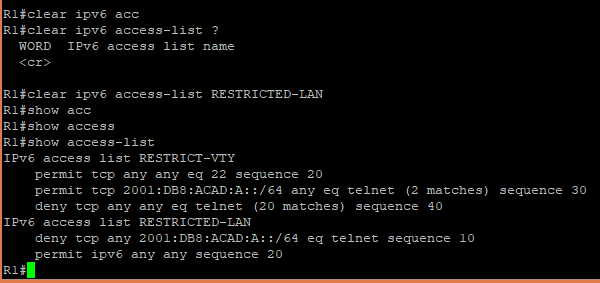 R1#clear ipv6 acc
R1#clear ipv6 access-list ?
  WORD  IPv6 access list name
  <cr>

R1#clear ipv6 access-list RESTRICTED-LAN
R1#show acc
R1#show access
R1#show access-list
IPv6 access list RESTRICT-VTY
    permit tcp any any eq 22 sequence 20
    permit tcp 2001:DB8:ACAD:A::/64 any eq telnet (2 matches) sequence 30
    deny tcp any any eq telnet (20 matches) sequence 40
IPv6 access list RESTRICTED-LAN
    deny tcp any 2001:DB8:ACAD:A::/64 eq telnet sequence 10
    permit ipv6 any any sequence 20
R1#